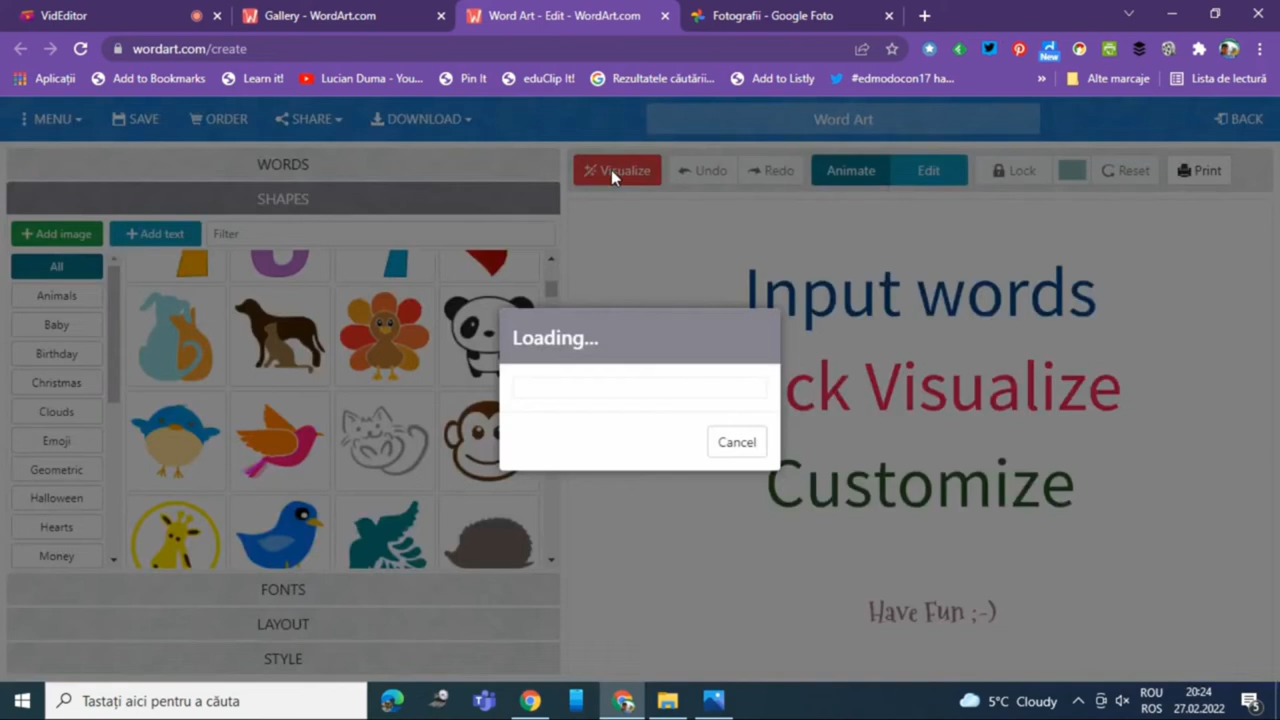 VidEditor
Gallery - WordArt.com
Word Art - Edit - WordArt.com
Fotografii - Google Foto
wordart.com/create
New
Aplicații
Add to Bookmarks
Learn it!
Lucian Duma - You...
Pin It
eduClip It!
Rezultatele căutării...
Add to Listly
#edmodocon17 ha...
»
Alte marcaje
Lista de lectură
MENU
SAVE
ORDER
SHARE
DOWNLOAD
Word Art
BACK
WORDS
SHAPES
Add image
Add text
Filter
All
Animals
Baby
Birthday
Christmas
Clouds
Emoji
Geometric
Halloween
Hearts
Money
FONTS
LAYOUT
STYLE
Visualize
Undo
Redo
Animate
Edit
Lock
Reset
Print
Input words
ck Visualize
Customize
Have Fun ;-)
Loading...
Cancel
Tastați aici pentru a căuta
5°C Cloudy
ROU
ROS
20:24
27.02.2022
5